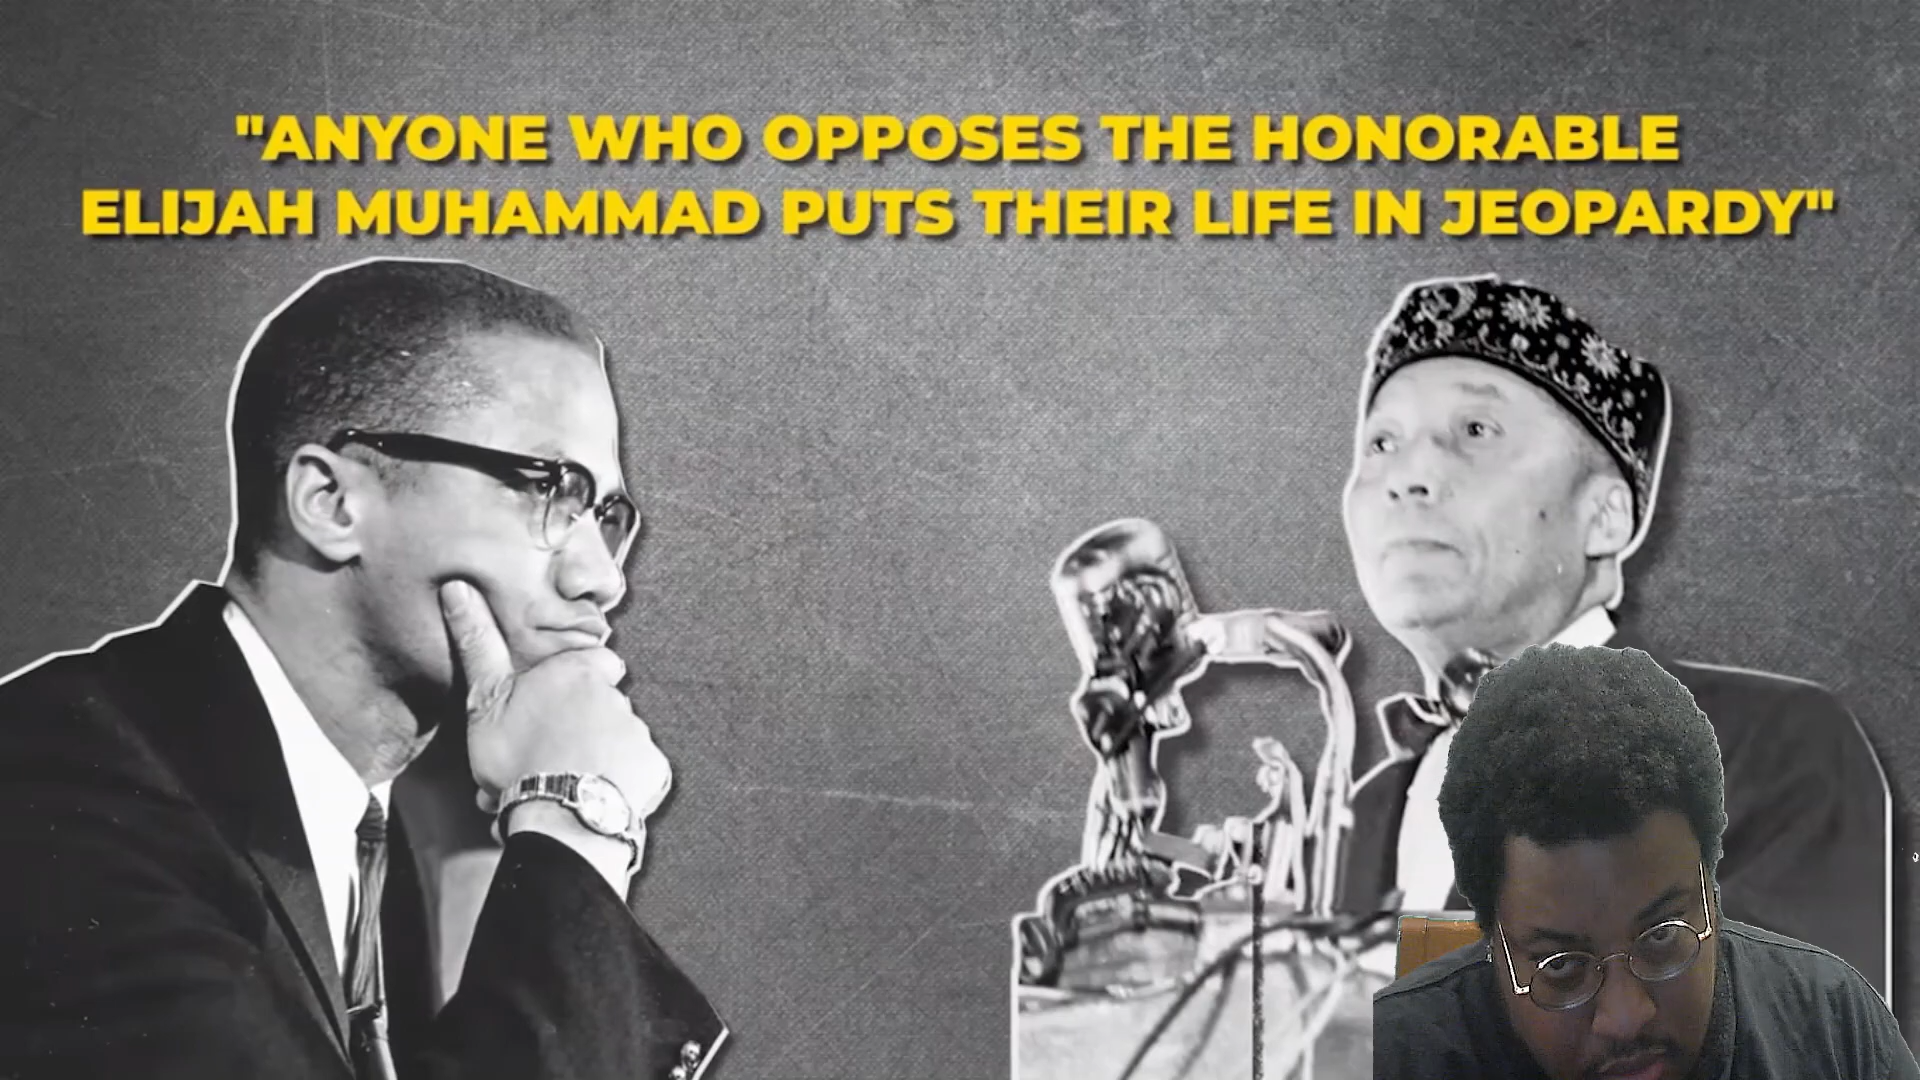 "ANYONE WHO OPPOSES THE HONORABLE
ELIJAH MUHAMMAD PUTS THEIR LIFE IN JEOPARDY"